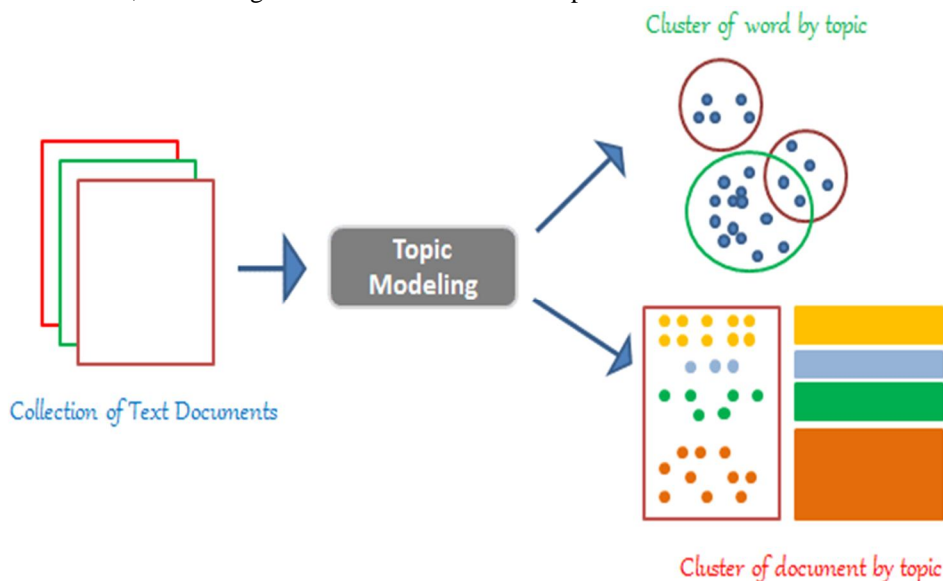 Cluster of word by topic
Topic
Modeling
Collection of Text Documents
Cluster of document by topic